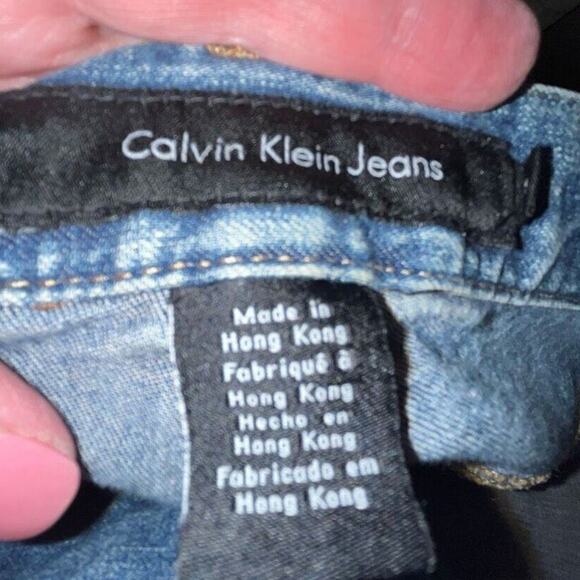 Calvin Klein Jeans
Made in
Hong Kong
Fabriqué à
Hong Kong
Hecho en
Hong Kong
Fabricado em
Hong Kong